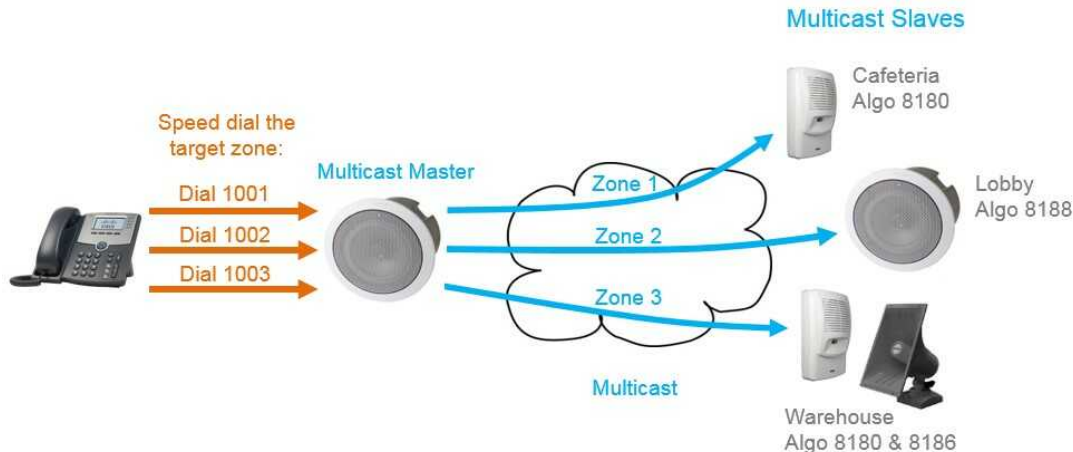 Multicast Slaves
Cafeteria
Algo 8180
Speed dial the
target zone:
Multicast Master
Dial 1001
Zone 1
Lobby
Algo 8188
Dial 1002
Zone 2
Dial 1003
Zone 3
Multicast
Warehouse
Algo 8180 & 8186